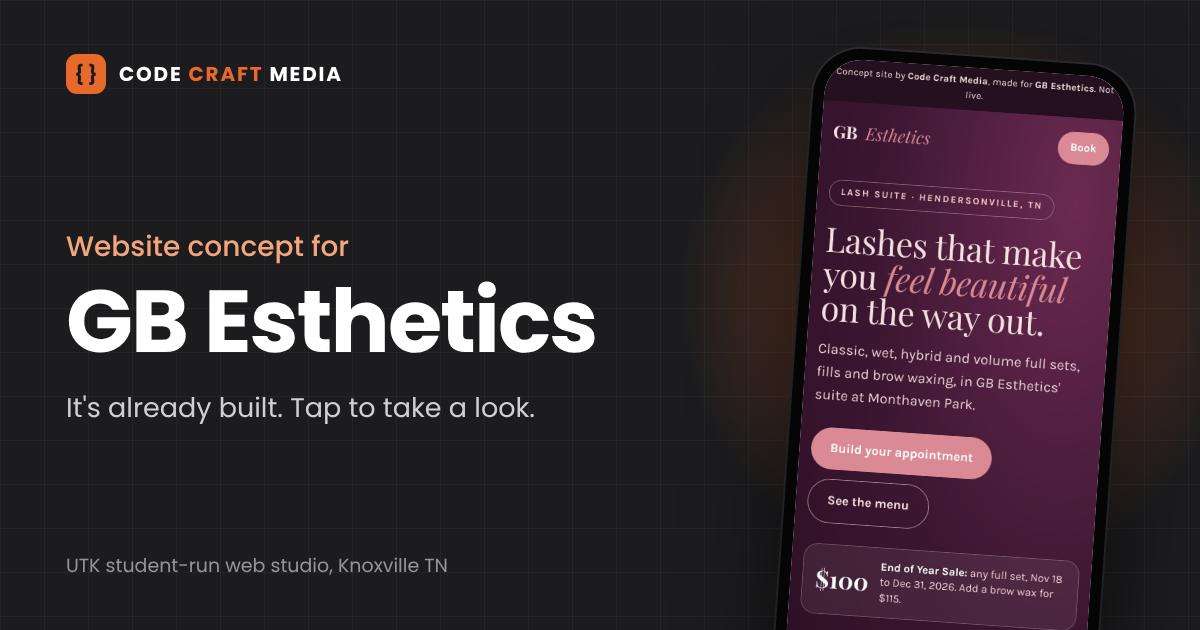 { } CODE CRAFT MEDIA
Website concept for
GB Esthetics
It's already built. Tap to take a look.
UTK student-run web studio, Knoxville TN
Concept site by Code Craft Media, made for GB Esthetics. Not
live.
GB Esthetics
Book
LASH SUITE · HENDERSONVILLE, TN
Lashes that make
you feel beautiful
on the way out.
Classic, wet, hybrid and volume full sets,
fills and brow waxing, in GB Esthetics'
suite at Monthaven Park.
Build your appointment
See the menu
$100
End of Year Sale: any full set, Nov 18
to Dec 31, 2026. Add a brow wax for
$115.